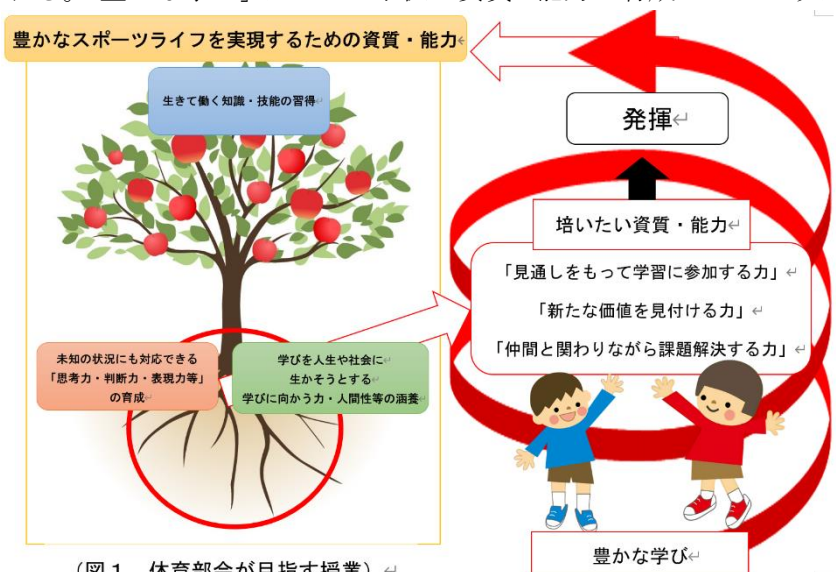 豊かなスポーツライフを実現するための資質・能力
生きて働く知識・技能の習得
未知の状況にも対応できる
「思考力・判断力・表現力等」
の育成
学びを人生や社会に
生かそうとする
学びに向かう力・人間性等の涵養
(図1 体育部会が目指す授業)
発揮
培いたい資質・能力
「見通しをもって学習に参加する力」
「新たな価値を見付ける力」
「仲間と関わりながら課題解決する力」
豊かな学び